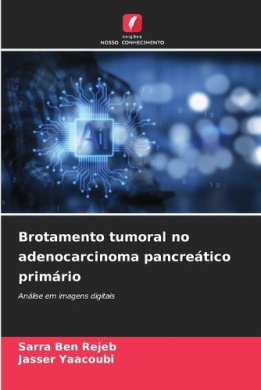 edições
NOSSO CONHECIMENTO
AI
Brotamento tumoral no
adenocarcinoma pancreático
primário
Análise em imagens digitais
Sarra Ben Rejeb
Jasser Yaacoubi